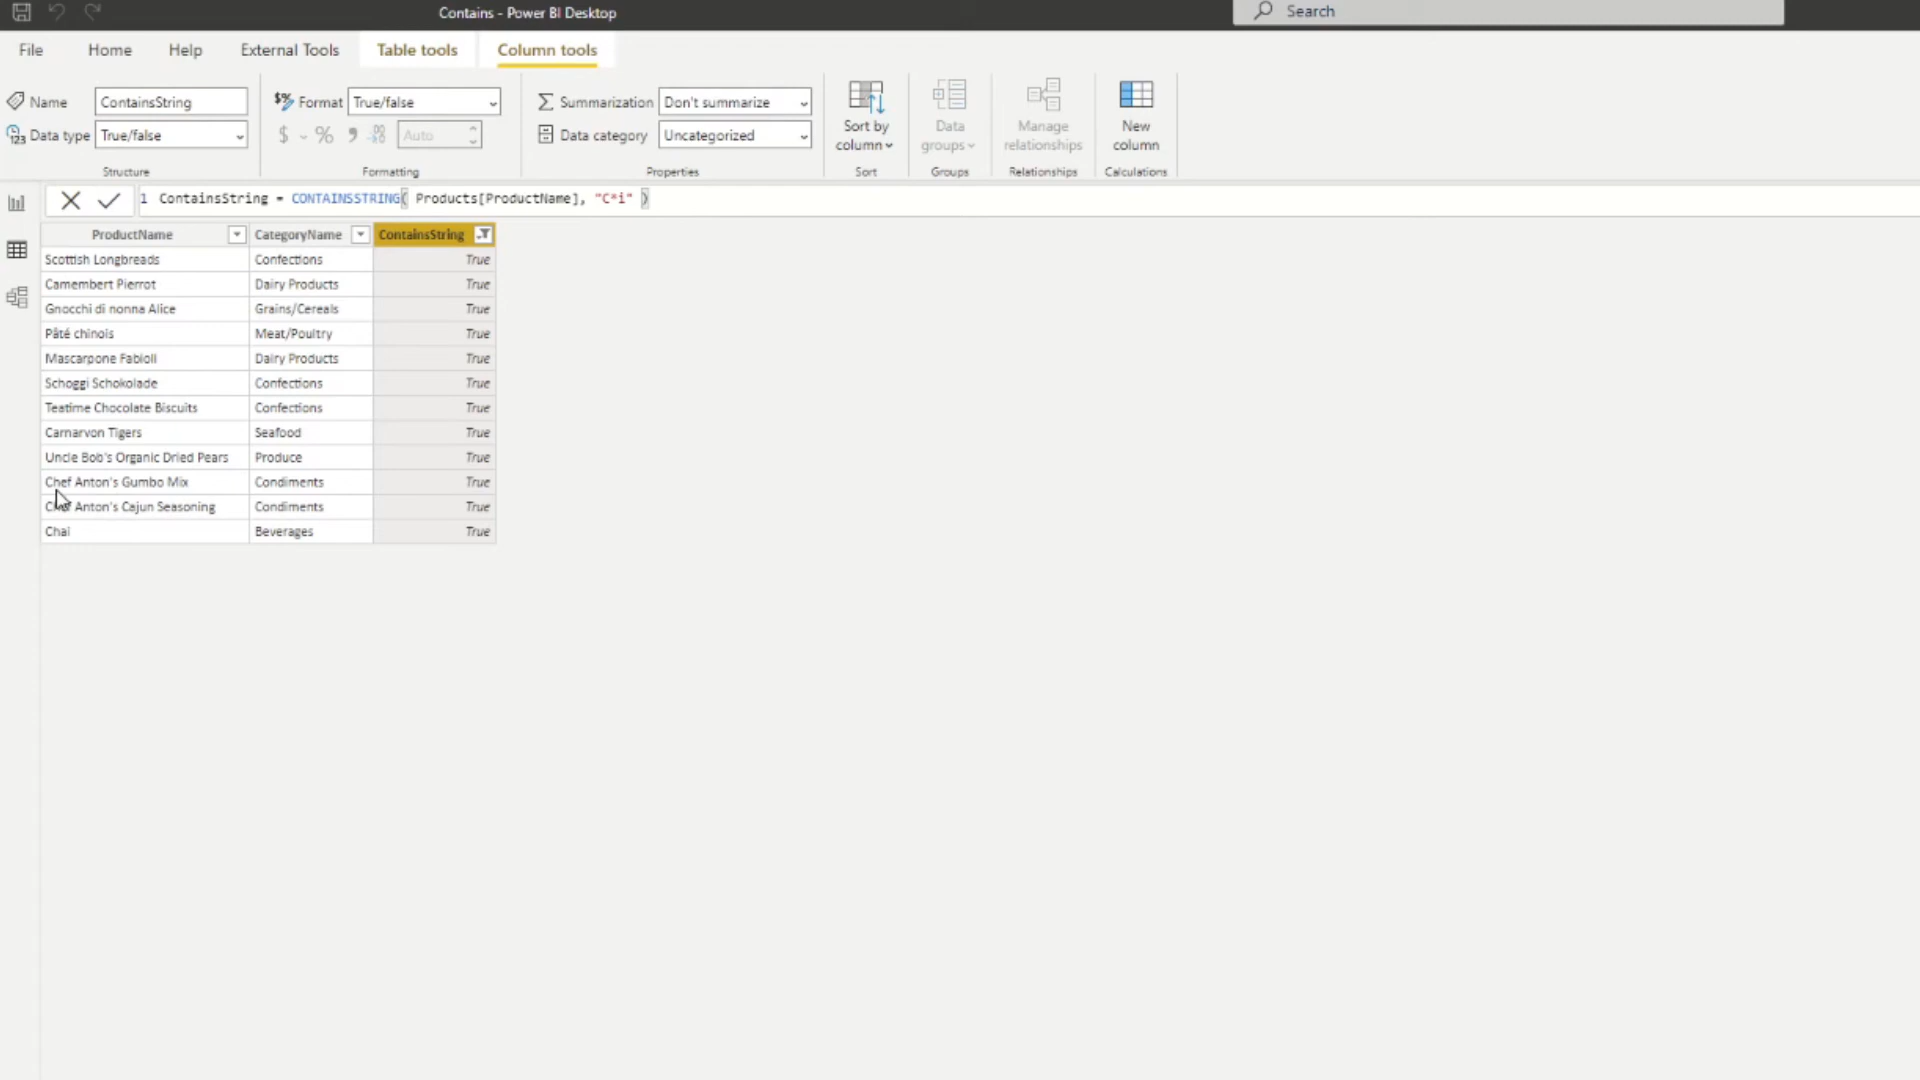 Contains - Power BI Desktop
Search
File Home Help External Tools Table tools Column tools
Name ContainsString
Data type True/false
Structure
Format True/false
$ % 9 Auto
Formatting
Summarization Don't summarize
Data category Uncategorized
Properties
Sort by
column
Sort
Data
groups
Groups
Manage
relationships
Relationships
New
column
Calculations
1 ContainsString = CONTAINSSTRING( Products[ProductName], "C*i" )
ProductName CategoryName ContainsString
Scottish Longbreads Confections True
Camembert Pierrot Dairy Products True
Gnocchi di nonna Alice Grains/Cereals True
Pâté chinois Meat/Poultry True
Mascarpone Fabioli Dairy Products True
Schoggi Schokolade Confections True
Teatime Chocolate Biscuits Confections True
Carnarvon Tigers Seafood True
Uncle Bob's Organic Dried Pears Produce True
Chef Anton's Gumbo Mix Condiments True
Chef Anton's Cajun Seasoning Condiments True
Chai Beverages True